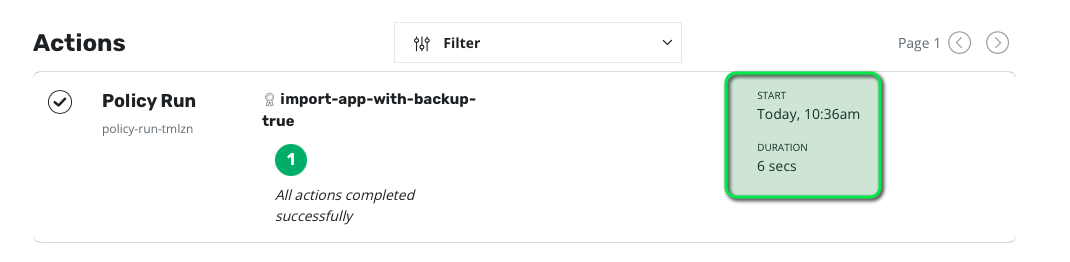 Actions
Filter
Page 1
Policy Run
policy-run-tmlzn
import-app-with-backup-
true
1
All actions completed
successfully
START
Today, 10:36am
DURATION
6 secs